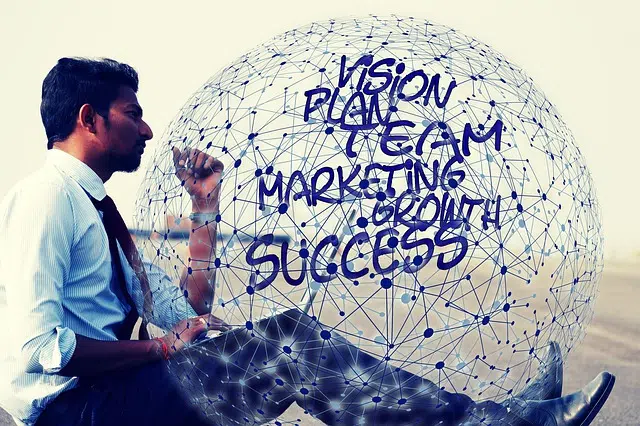 VISION
PLAN
TEAM
MARKETING
GROWTH
SUCCESS